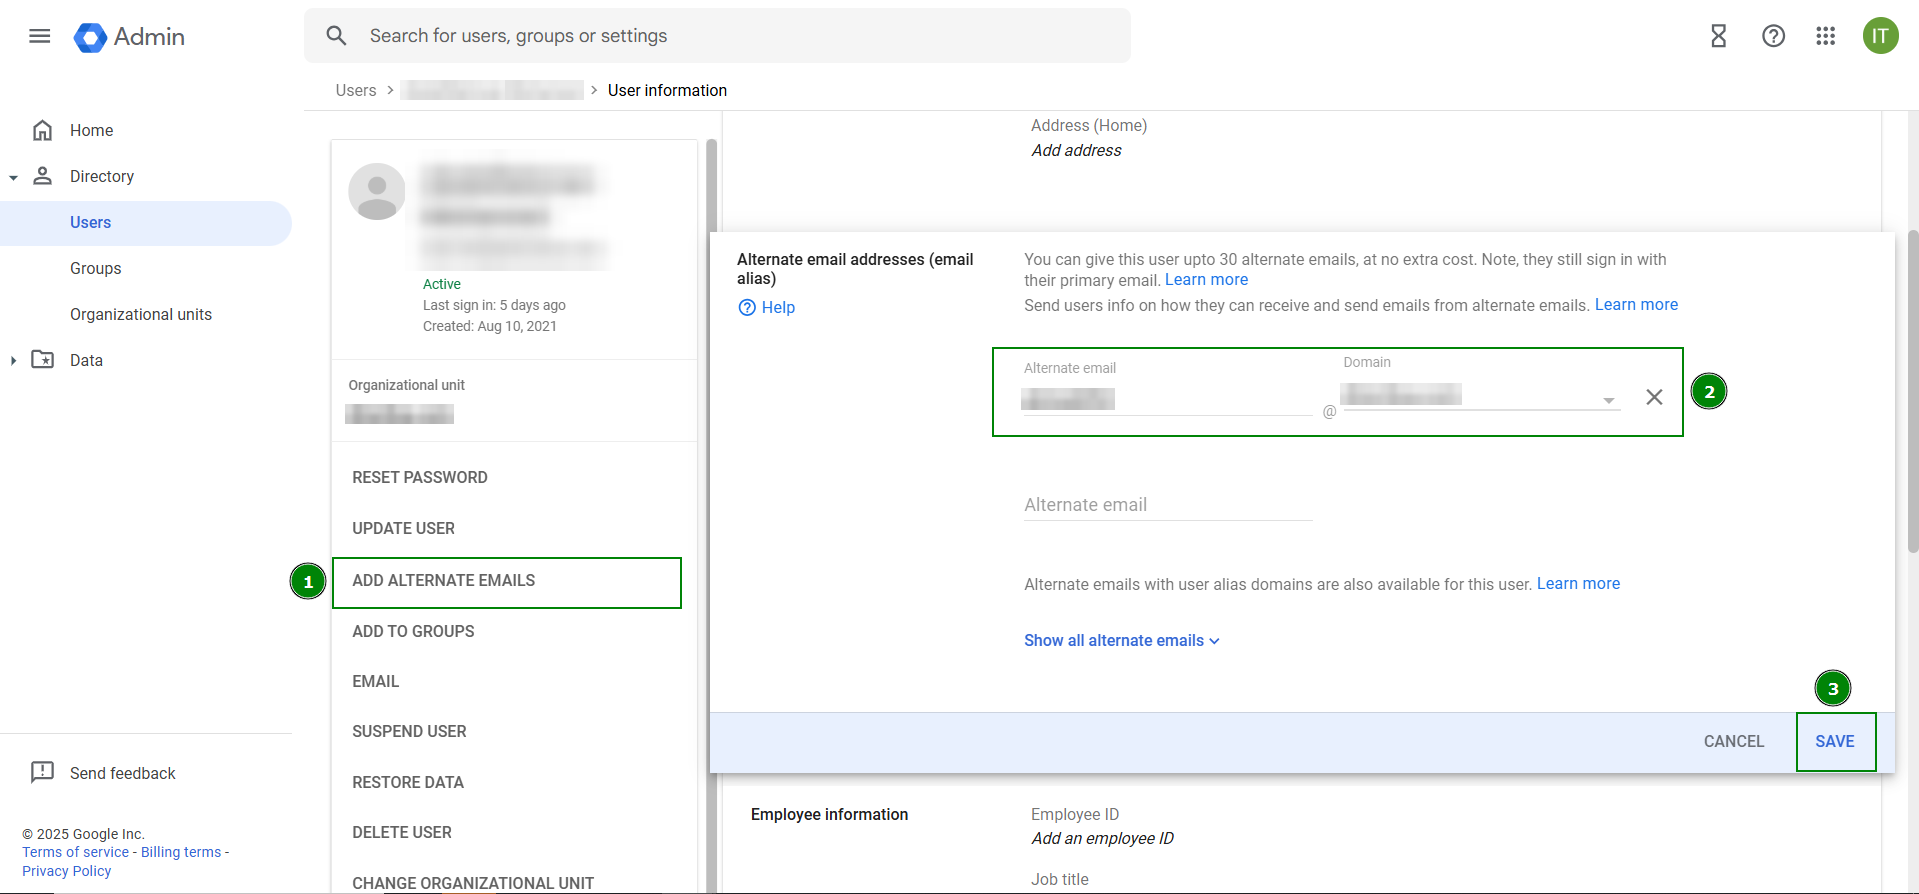 Admin
Search for users, groups or settings
IT
Users > > User information
Home
Directory
Users
Groups
Organizational units
Data
Send feedback
© 2025 Google Inc.
Terms of service - Billing terms -
Privacy Policy
Active
Last sign in: 5 days ago
Created: Aug 10, 2021
Organizational unit
RESET PASSWORD
UPDATE USER
1
ADD ALTERNATE EMAILS
ADD TO GROUPS
EMAIL
SUSPEND USER
RESTORE DATA
DELETE USER
CHANGE ORGANIZATIONAL UNIT
Address (Home)
Add address
Alternate email addresses (email
alias)
Help
You can give this user upto 30 alternate emails, at no extra cost. Note, they still sign in with
their primary email. Learn more
Send users info on how they can receive and send emails from alternate emails. Learn more
Alternate email
@
Domain
2
Alternate email
Alternate emails with user alias domains are also available for this user. Learn more
Show all alternate emails
3
CANCEL
SAVE
Employee information
Employee ID
Add an employee ID
Job title